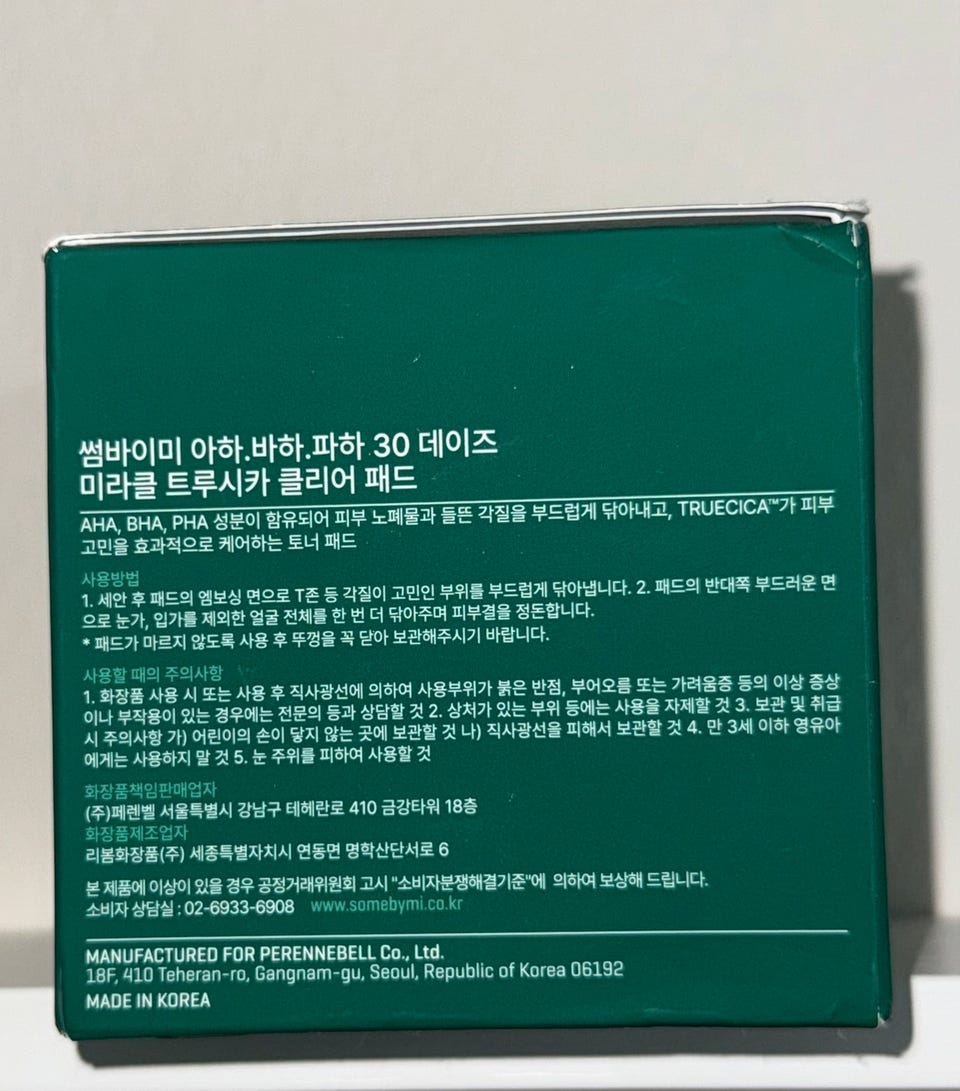 썸바이미 아하.바하.파하 30 데이즈
미라클 트루시카 클리어 패드
AHA, BHA, PHA 성분이 함유되어 피부 노폐물과 들뜬 각질을 부드럽게 닦아내고, TRUECICA™가 피부
고민을 효과적으로 케어하는 토너 패드
사용방법
1. 세안 후 패드의 엠보싱 면으로 T존 등 각질이 고민인 부위를 부드럽게 닦아냅니다. 2. 패드의 반대쪽 부드러운 면
으로 눈가, 입가를 제외한 얼굴 전체를 한 번 더 닦아주며 피부결을 정돈합니다.
* 패드가 마르지 않도록 사용 후 뚜껑을 꼭 닫아 보관해주시기 바랍니다.
사용할 때의 주의사항
1. 화장품 사용 시 또는 사용 후 직사광선에 의하여 사용부위가 붉은 반점, 부어오름 또는 가려움증 등의 이상 증상
이나 부작용이 있는 경우에는 전문의 등과 상담할 것 2. 상처가 있는 부위 등에는 사용을 자제할 것 3. 보관 및 취급
시 주의사항 가) 어린이의 손이 닿지 않는 곳에 보관할 것 나) 직사광선을 피해서 보관할 것 4. 만 3세 이하 영유아
에게는 사용하지 말 것 5. 눈 주위를 피하여 사용할 것
화장품책임판매업자
(주)페렌벨 서울특별시 강남구 테헤란로 410 금강타워 18층
화장품제조업자
리봄화장품(주) 세종특별자치시 연동면 명학산단서로 6
본 제품에 이상이 있을 경우 공정거래위원회 고시 "소비자분쟁해결기준"에 의하여 보상해 드립니다.
소비자 상담실 : 02-6933-6908 www.somebymi.co.kr
MANUFACTURED FOR PERENNEBELL Co., Ltd.
18F, 410 Teheran-ro, Gangnam-gu, Seoul, Republic of Korea 06192
MADE IN KOREA